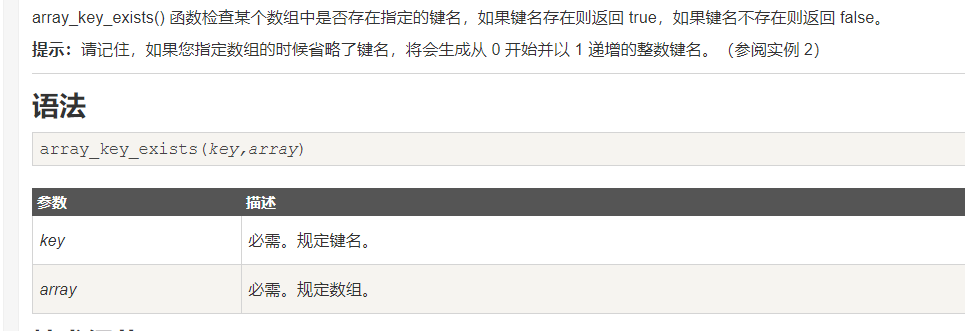 array_key_exists() 函数检查某个数组中是否存在指定的键名，如果键名存在则返回 true，如果键名不存在则返回 false。
提示：请记住，如果您指定数组的时候省略了键名，将会生成从 0 开始并以 1 递增的整数键名。（参阅实例 2）
语法
array_key_exists(key,array)
参数 描述
key 必需。规定键名。
array 必需。规定数组。